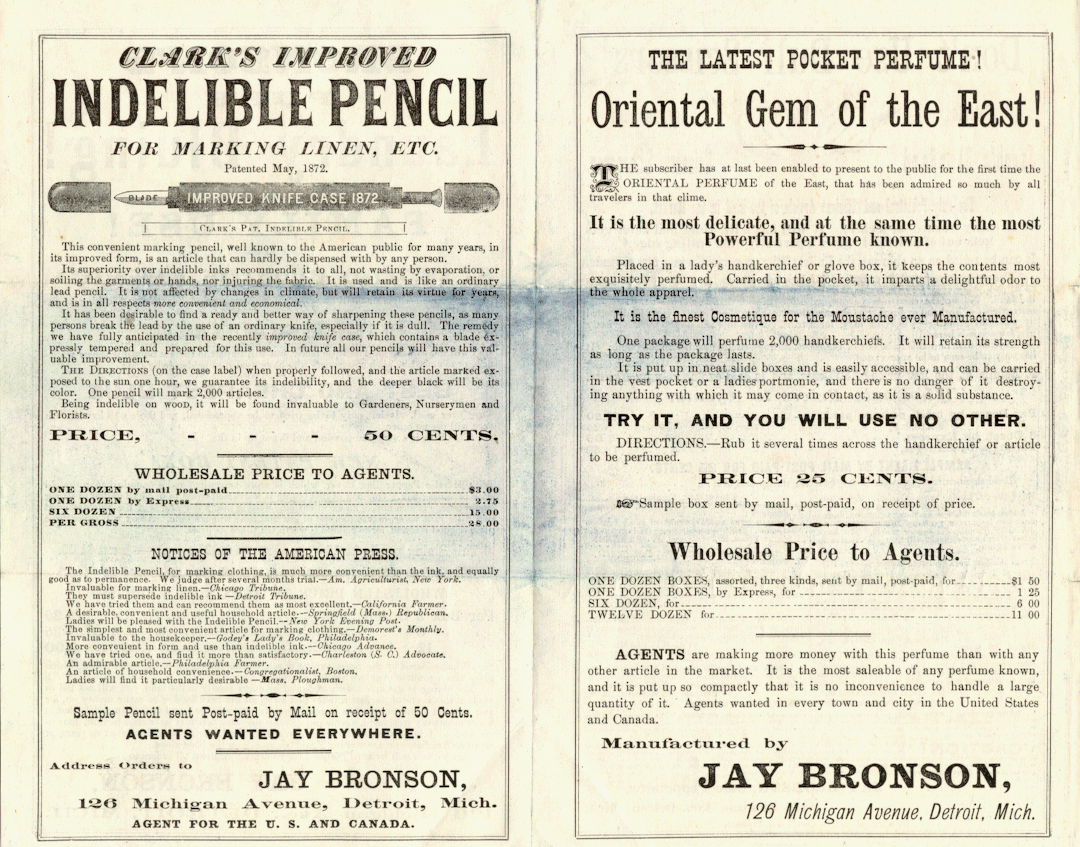 CLARK'S IMPROVED
INDELIBLE PENCIL
FOR MARKING LINEN, ETC.
Patented May, 1872.
BLADE
IMPROVED KNIFE CASE 1872
CLARK'S PAT, INDELIBLE PENCIL.
This convenient marking pencil, well known to the American public for many years, in
its improved form, is an article that can hardly be dispensed with by any person.
Its superiority over indelible inks recommends it to all, not wasting by evaporation, or
soiling the garments or hands, nor injuring the fabric. It is used and is like an ordinary
lead pencil. It is not affected by changes in climate, but will retain its virtue for years,
and is in all respects more convenient and economical.
It has been desirable to find a ready and better way of sharpening these pencils, as many
persons break the lead by the use of an ordinary knife, especially if it is dull. The remedy
we have fully anticipated in the recently improved knife case, which contains a blade ex-
pressly tempered and prepared for this use. In future all our pencils will have this val-
uable improvement.
THE DIRECTIONS (on the case label) when properly followed, and the article marked ex-
posed to the sun one hour, we guarantee its indelibility, and the deeper black will be its
color. One pencil will mark 2,000 articles.
Being indelible on wood, it will be found invaluable to Gardeners, Nurserymen and
Florists.
PRICE, - - - 50 CENTS.
WHOLESALE PRICE TO AGENTS.
ONE DOZEN by mail post-paid $3.00
ONE DOZEN by Express 2.75
SIX DOZEN 15.00
PER GROSS 28.00
NOTICES OF THE AMERICAN PRESS.
The Indelible Pencil, for marking clothing, is much more convenient than the ink, and equally
good as to permanence. We judge after several months trial.—Am. Agriculturist, New York.
Invaluable for marking linen.—Chicago Tribune.
They must supersede indelible ink—Detroit Tribune.
We have tried them and can recommend them as most excellent.—California Farmer.
A desirable, convenient and useful household article.—Springfield (Mass.) Republican.
Ladies will be pleased with the Indelible Pencil.—New York Evening Post.
The simplest and most convenient article for marking clothing.—Demorest's Monthly.
Invaluable to the housekeeper.—Godey's Lady's Book, Philadelphia.
More convenient in form and use than indelible ink.—Chicago Advance.
We have tried one, and find it more than satisfactory.—Charleston (S. C.) Advocate.
An admirable article.—Philadelphia Farmer.
An article of household convenience.—Congregationalist, Boston.
Ladies will find it particularly desirable—Mass. Ploughman.
Sample Pencil sent Post-paid by Mail on receipt of 50 Cents.
AGENTS WANTED EVERYWHERE.
Address Orders to
JAY BRONSON,
126 Michigan Avenue, Detroit, Mich.
AGENT FOR THE U. S. AND CANADA.
THE LATEST POCKET PERFUME!
Oriental Gem of the East!
THE subscriber has at last been enabled to present to the public for the first time the
ORIENTAL PERFUME of the East, that has been admired so much by all
travelers in that clime.
It is the most delicate, and at the same time the most
Powerful Perfume known.
Placed in a lady's handkerchief or glove box, it keeps the contents most
exquisitely perfumed. Carried in the pocket, it imparts a delightful odor to
the whole apparel.
It is the finest Cosmetique for the Moustache ever Manufactured.
One package will perfume 2,000 handkerchiefs. It will retain its strength
as long as the package lasts.
It is put up in neat slide boxes and is easily accessible, and can be carried
in the vest pocket or a ladies portmonie, and there is no danger of it destroy-
ing anything with which it may come in contact, as it is a solid substance.
TRY IT, AND YOU WILL USE NO OTHER.
DIRECTIONS.—Rub it several times across the handkerchief or article
to be perfumed.
PRICE 25 CENTS.
☞Sample box sent by mail, post-paid, on receipt of price.
Wholesale Price to Agents.
ONE DOZEN BOXES, assorted, three kinds, sent by mail, post-paid, for $1 50
ONE DOZEN BOXES, by Express, for 1 25
SIX DOZEN, for 6 00
TWELVE DOZEN for 11 00
AGENTS are making more money with this perfume than with any
other article in the market. It is the most saleable of any perfume known,
and it is put up so compactly that it is no inconvenience to handle a large
quantity of it. Agents wanted in every town and city in the United States
and Canada.
Manufactured by
JAY BRONSON,
126 Michigan Avenue, Detroit, Mich.